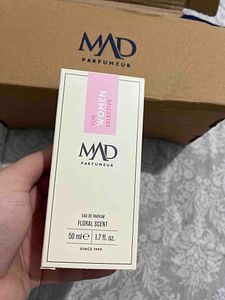 MAD
PARFUMEUR
FOR
WOMEN
SELECTIVE
MAD
PARFUMEUR
EAU DE PARFUM
FLORAL SCENT
50 ml e 1.7 fl. oz.
SINCE 1999